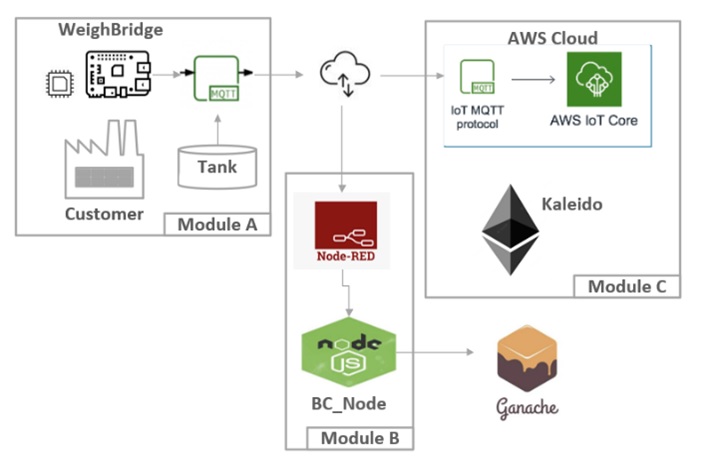 WeighBridge
MQTT
Tank
Customer
Module A
AWS Cloud
IoT MQTT
protocol
AWS IoT Core
Kaleido
Module C
Node-RED
node
JS
BC_Node
Module B
Ganache